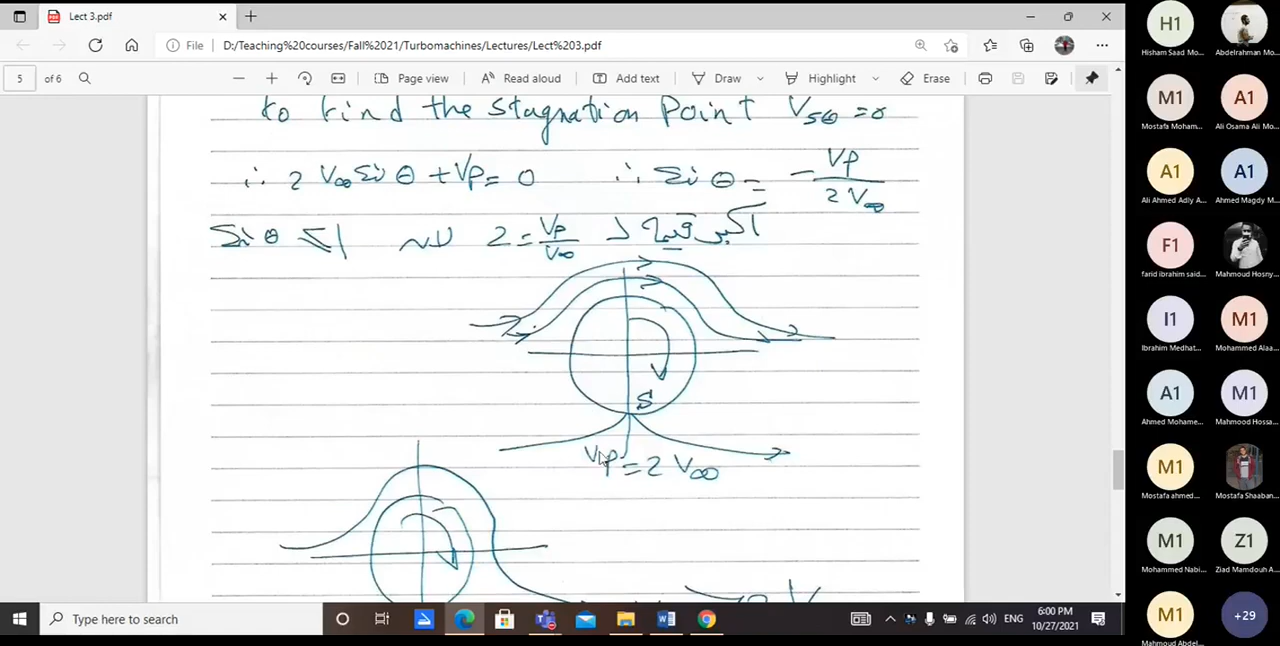 Lect 3.pdf
File D:/Teaching%20courses/Fall%2021/Turbomachines/Lectures/Lect%203.pdf
5 of 6 Page view Read aloud Add text Draw Highlight Erase
to find the stagnation Point Vsθ = 0
∴ 2 V∞ Sin θ + Vp = 0 ∴ Sin θ = - Vp / 2 V∞
Sin θ ≤ 1 2 = Vp / V∞ أكبر قيمة لـ
S
Vp = 2 V∞
H1
Hisham Saad Mo...
Abdelrahman Mo...
M1
Mostafa Moham...
A1
Ali Osama Ali Mo...
A1
Ali Ahmed Adly A...
A1
Ahmed Magdy M...
F1
farid ibrahim said...
Mahmoud Hosny...
I1
Ibrahim Medhat...
M1
Mohammed Alaa...
A1
Ahmed Mohame...
M1
Mahmood Hossa...
M1
Mostafa ahmed...
Mostafa Shaaban...
M1
Mohammed Nabi...
Z1
Ziad Mamdouh A...
M1
Mahmoud Abdel...
+29
Type here to search
ENG
6:00 PM
10/27/2021